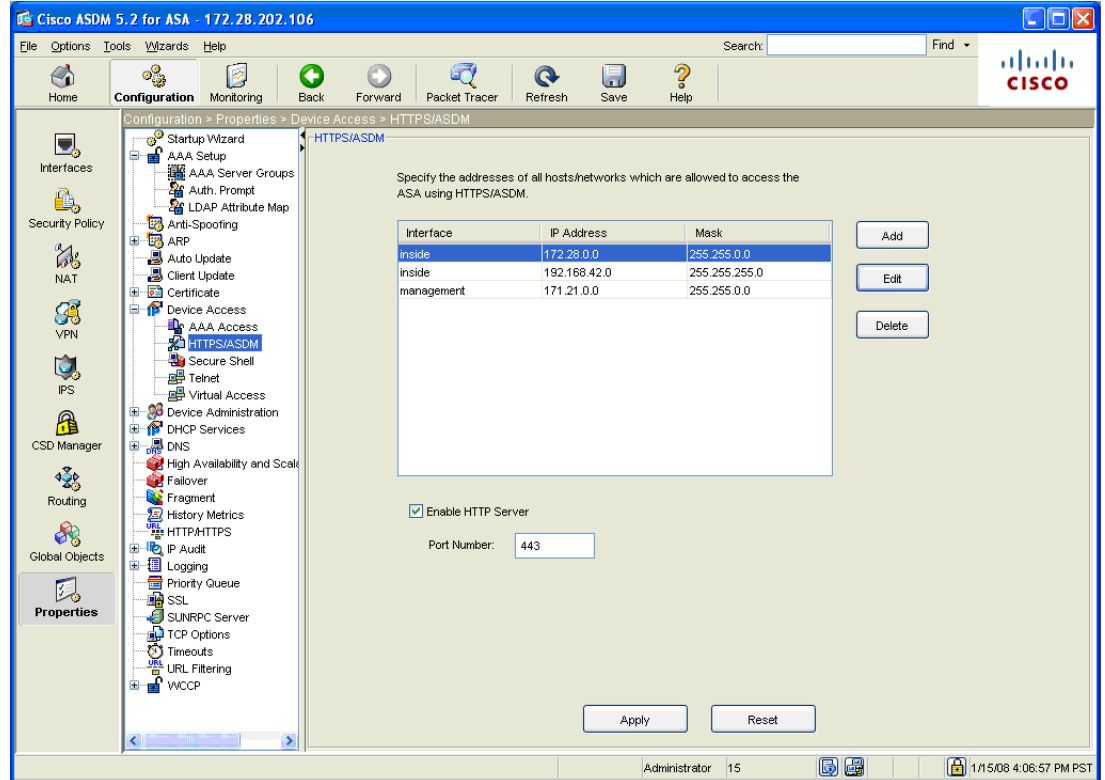 Cisco ASDM 5.2 for ASA - 172.28.202.106
File Options Tools Wizards Help
Search:
Find
Home
Configuration
Monitoring
Back
Forward
Packet Tracer
Refresh
Save
Help
CISCO
Configuration > Properties > Device Access > HTTPS/ASDM
Interfaces
Security Policy
NAT
VPN
IPS
CSD Manager
Routing
Global Objects
Properties
Startup Wizard
AAA Setup
AAA Server Groups
Auth. Prompt
LDAP Attribute Map
Anti-Spoofing
ARP
Auto Update
Client Update
Certificate
Device Access
AAA Access
HTTPS/ASDM
Secure Shell
Telnet
Virtual Access
Device Administration
DHCP Services
DNS
DNS
High Availability and Scala
Failover
Fragment
History Metrics
URL
HTTP/HTTPS
IP Audit
Logging
Priority Queue
SSL
SUNRPC Server
TCP Options
Timeouts
URL
URL Filtering
WCCP
HTTPS/ASDM
Specify the addresses of all hosts/networks which are allowed to access the
ASA using HTTPS/ASDM.
Interface IP Address Mask
inside 172.28.0.0 255.255.0.0
inside 192.168.42.0 255.255.255.0
management 171.21.0.0 255.255.0.0
Add
Edit
Delete
Enable HTTP Server
Port Number: 443
Apply
Reset
Administrator 15
1/15/08 4:06:57 PM PST